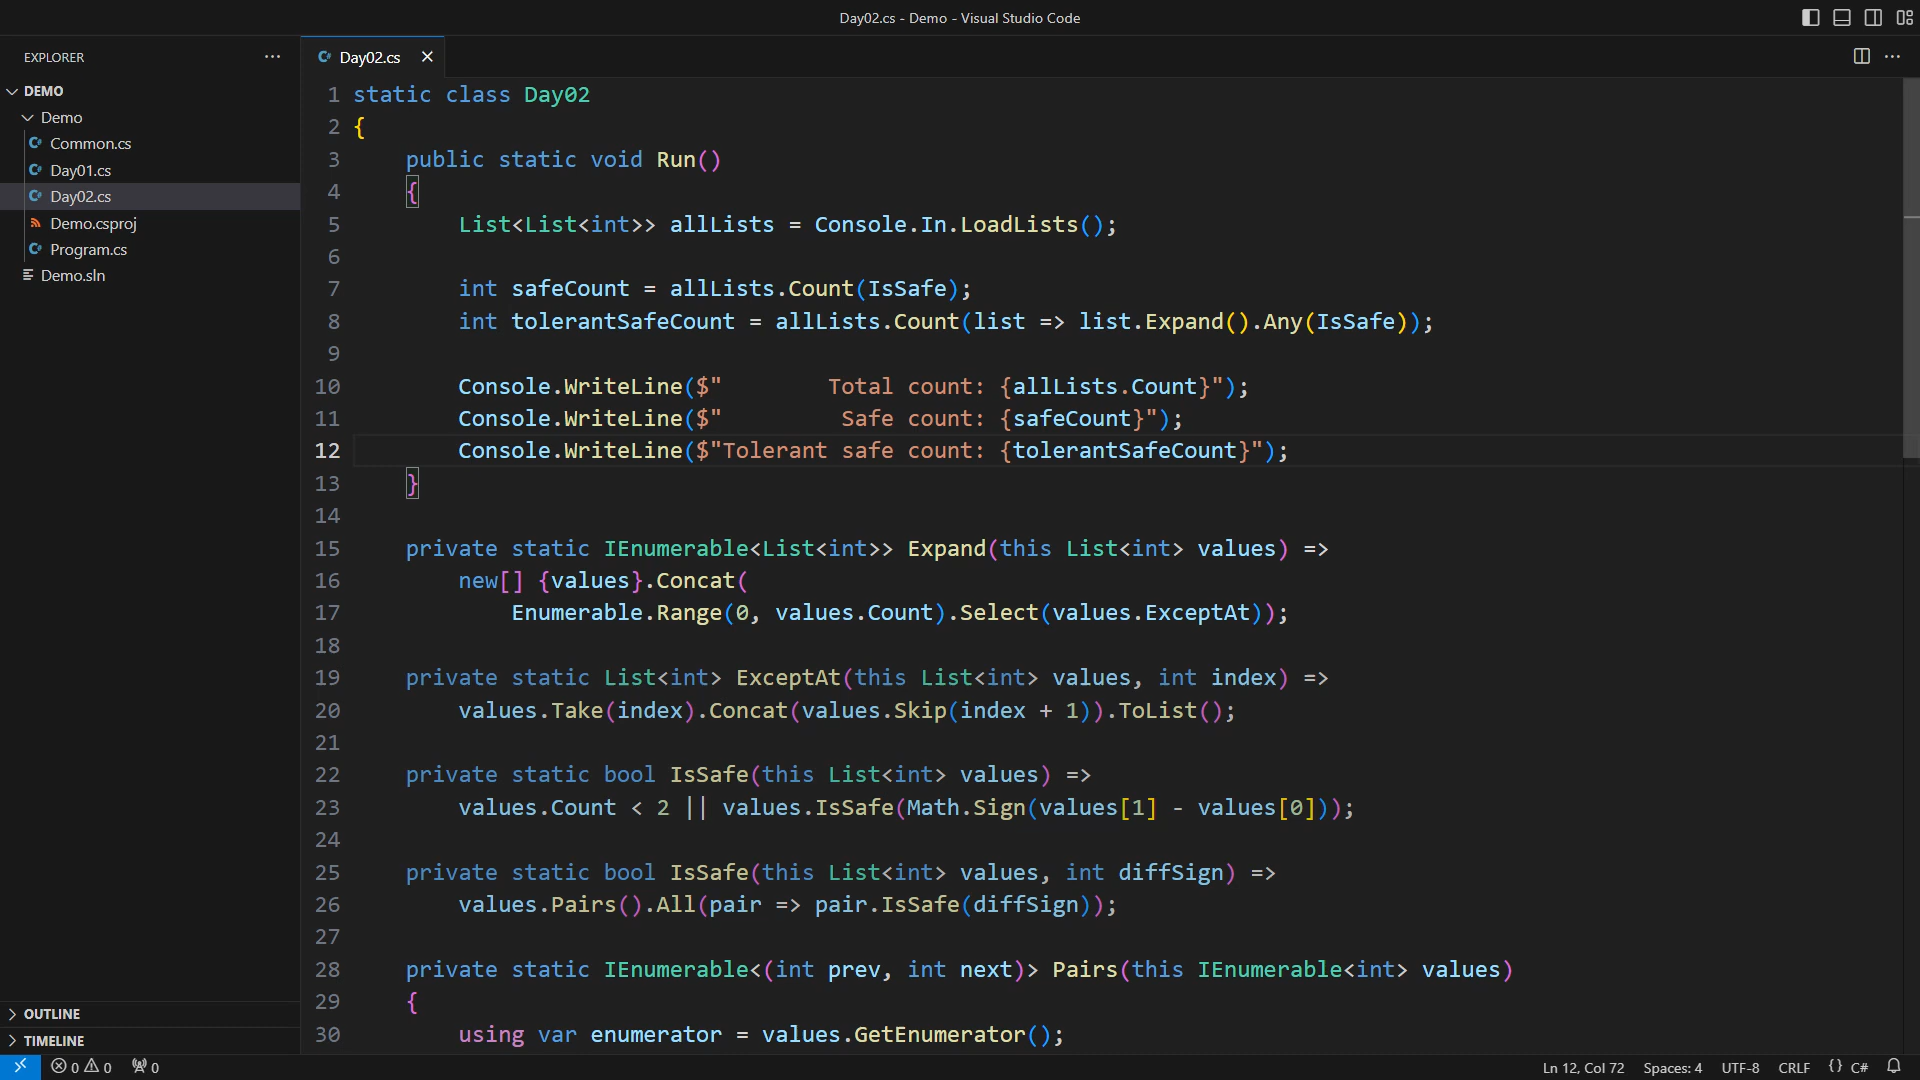 Day02.cs - Demo - Visual Studio Code
EXPLORER
DEMO
Demo
Common.cs
Day01.cs
Day02.cs
Demo.csproj
Program.cs
Demo.sln
OUTLINE
TIMELINE
Day02.cs
1 static class Day02
2 {
3     public static void Run()
4     {
5         List<List<int>> allLists = Console.In.LoadLists();
6
7         int safeCount = allLists.Count(IsSafe);
8         int tolerantSafeCount = allLists.Count(list => list.Expand().Any(IsSafe));
9
10         Console.WriteLine($"        Total count: {allLists.Count}");
11         Console.WriteLine($"         Safe count: {safeCount}");
12         Console.WriteLine($"Tolerant safe count: {tolerantSafeCount}");
13     }
14
15     private static IEnumerable<List<int>> Expand(this List<int> values) =>
16         new[] {values}.Concat(
17             Enumerable.Range(0, values.Count).Select(values.ExceptAt));
18
19     private static List<int> ExceptAt(this List<int> values, int index) =>
20         values.Take(index).Concat(values.Skip(index + 1)).ToList();
21
22     private static bool IsSafe(this List<int> values) =>
23         values.Count < 2 || values.IsSafe(Math.Sign(values[1] - values[0]));
24
25     private static bool IsSafe(this List<int> values, int diffSign) =>
26         values.Pairs().All(pair => pair.IsSafe(diffSign));
27
28     private static IEnumerable<(int prev, int next)> Pairs(this IEnumerable<int> values)
29     {
30         using var enumerator = values.GetEnumerator();
0 0 0
Ln 12, Col 72 Spaces: 4 UTF-8 CRLF {} C#